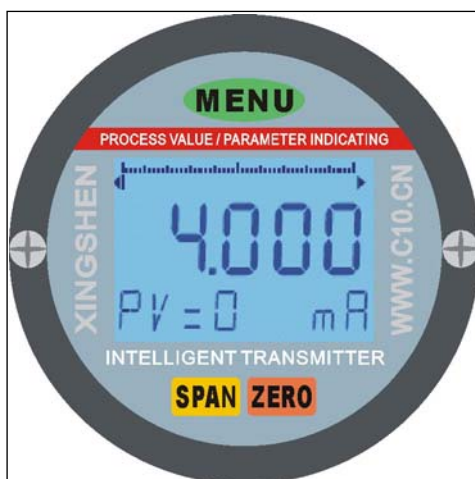 MENU
PROCESS VALUE / PARAMETER INDICATING
XINGSHEN
4.000
PV=0 mA
WWW.C10.CN
INTELLIGENT TRANSMITTER
SPAN ZERO